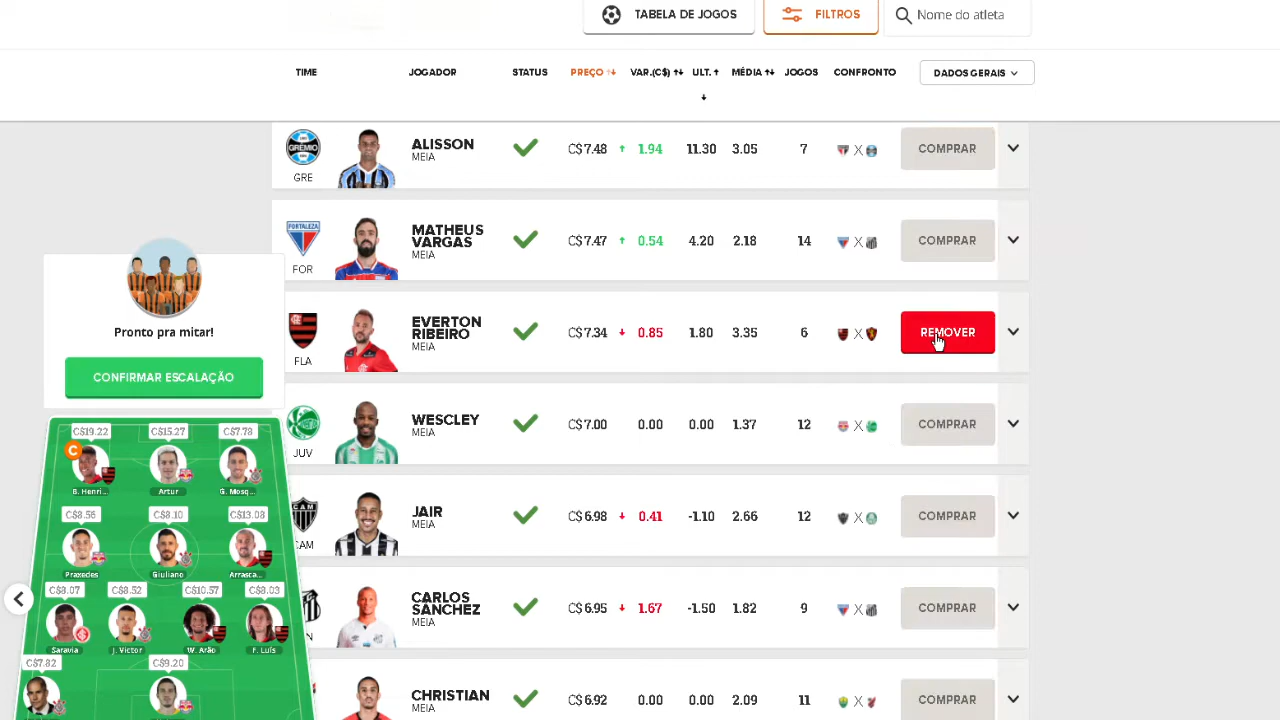 TABELA DE JOGOS
FILTROS
Nome do atleta
TIME JOGADOR STATUS PREÇO VAR.(C$) ULT. MÉDIA JOGOS CONFRONTO DADOS GERAIS
GRE
ALISSON
MEIA
C$7.48 1.94 11.30 3.05 7 X COMPRAR
FORTALEZA
FOR
MATHEUS
VARGAS
MEIA
C$7.47 0.54 4.20 2.18 14 X COMPRAR
FLA
EVERTON
RIBEIRO
MEIA
C$7.34 0.85 1.80 3.35 6 X REMOVER
JUV
WESCLEY
MEIA
C$7.00 0.00 0.00 1.37 12 X COMPRAR
CAM
CAM
JAIR
MEIA
C$6.98 0.41 -1.10 2.66 12 X COMPRAR
N
CARLOS
SÁNCHEZ
MEIA
C$6.95 1.67 -1.50 1.82 9 X COMPRAR
CHRISTIAN
MEIA
C$6.92 0.00 0.00 2.09 11 X COMPRAR
Pronto pra mitar!
CONFIRMAR ESCALAÇÃO
C$19.22 C$15.27 C$7.78
C
B. Henri... Artur G. Mosq...
C$8.56 C$8.10 C$13.08
Praxedes Giuliano Arrasca...
C$8.07 C$8.52 C$10.57 C$8.03
Saravia J. Victor W. Arão F. Luís
C$7.82 C$9.20